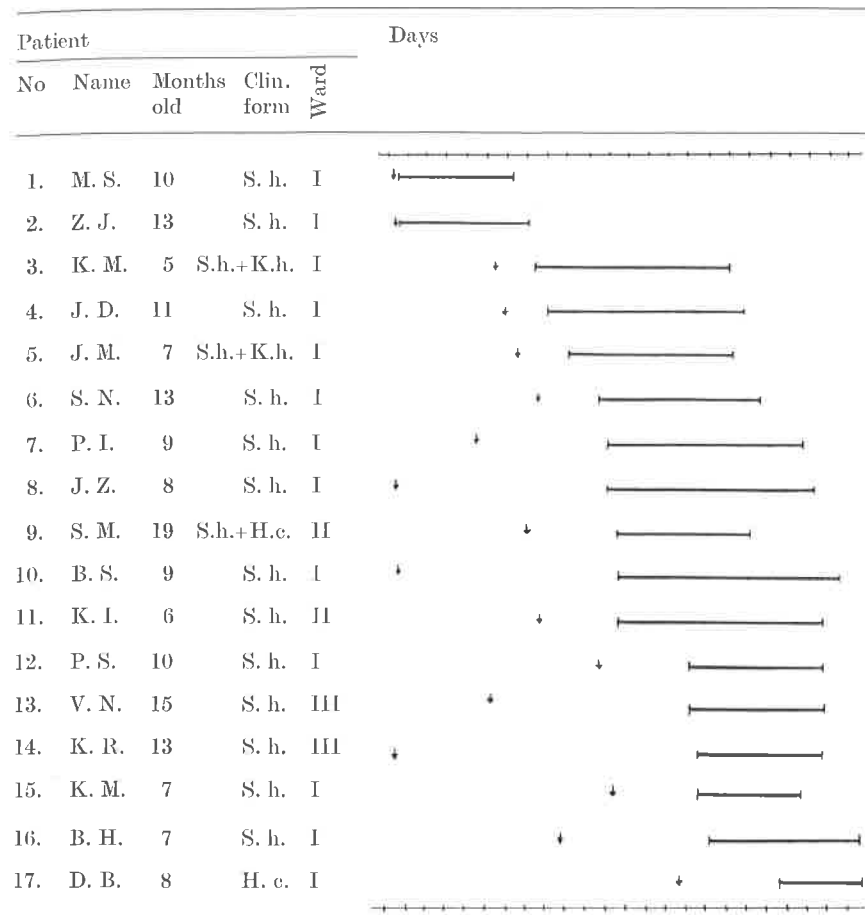 Patient Days
No Name Months old Clin. form Ward
1. M. S. 10 S. h. I
2. Z. J. 13 S. h. I
3. K. M. 5 S.h.+K.h. I
4. J. D. 11 S. h. I
5. J. M. 7 S.h.+K.h. I
6. S. N. 13 S. h. I
7. P. I. 9 S. h. I
8. J. Z. 8 S. h. I
9. S. M. 19 S.h.+H.c. II
10. B. S. 9 S. h. I
11. K. I. 6 S. h. II
12. P. S. 10 S. h. I
13. V. N. 15 S. h. III
14. K. R. 13 S. h. III
15. K. M. 7 S. h. I
16. B. H. 7 S. h. I
17. D. B. 8 H. c. I